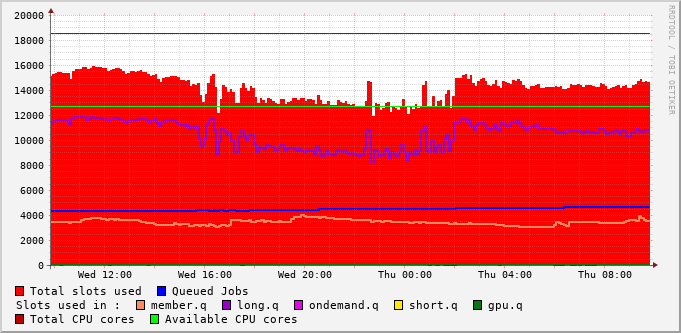 20000
18000
16000
14000
12000
10000
8000
6000
4000
2000
0
Wed 12:00 Wed 16:00 Wed 20:00 Thu 00:00 Thu 04:00 Thu 08:00
Total slots used Queued Jobs
Slots used in : member.q long.q ondemand.q short.q gpu.q
Total CPU cores Available CPU cores
RRDTOOL / TOBI OETIKER